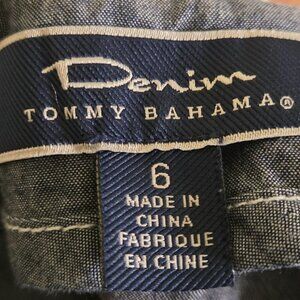 Denim
TOMMY BAHAMA®
6
MADE IN
CHINA
FABRIQUE
EN CHINE